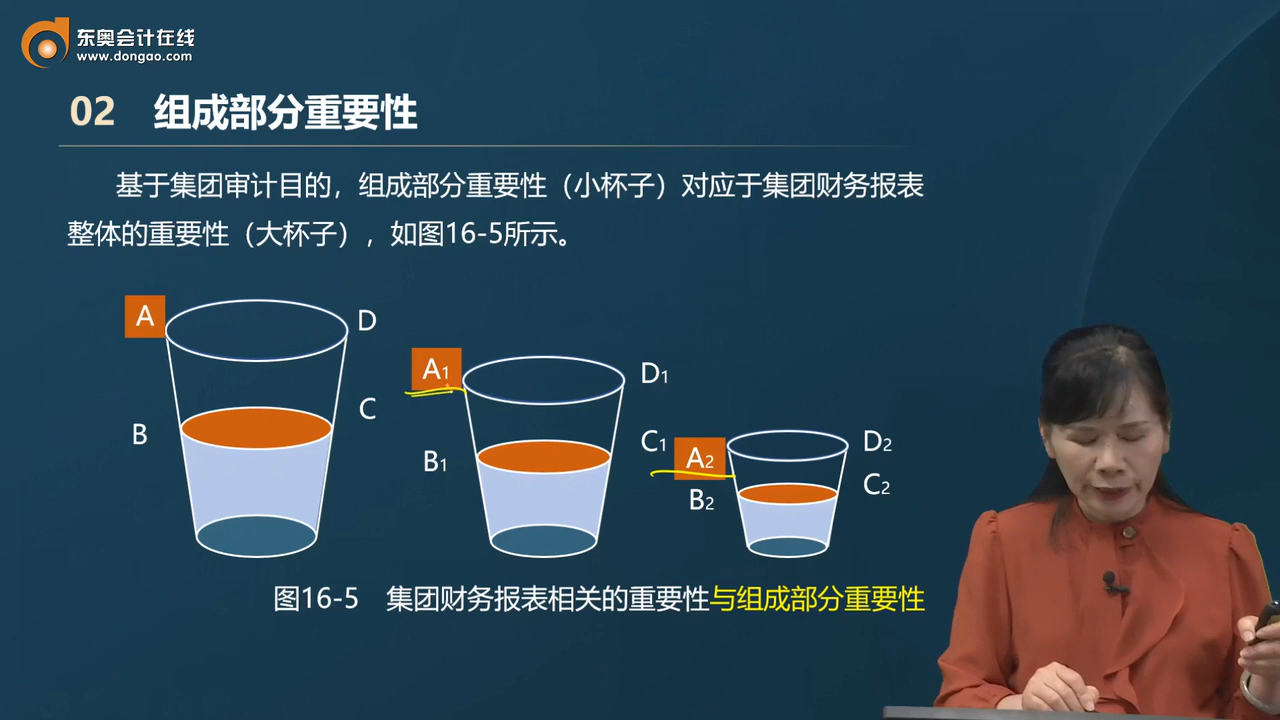 东奥会计在线
www.dongao.com
02 组成部分重要性
基于集团审计目的，组成部分重要性（小杯子）对应于集团财务报表
整体的重要性（大杯子），如图16-5所示。
A
D
B
C
A1
D1
B1
C1
A2
D2
B2
C2
图16-5 集团财务报表相关的重要性与组成部分重要性